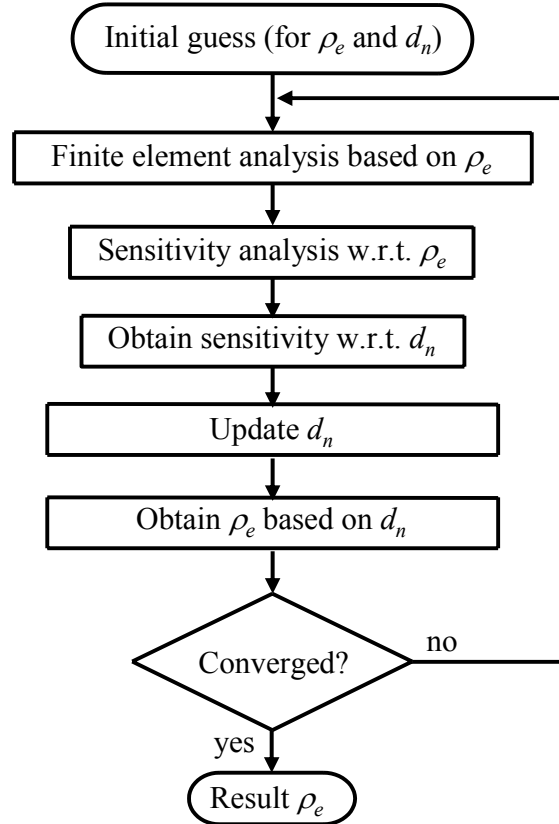 Initial guess (for ρₑ and dₙ)
Finite element analysis based on ρₑ
Sensitivity analysis w.r.t. ρₑ
Obtain sensitivity w.r.t. dₙ
Update dₙ
Obtain ρₑ based on dₙ
Converged?
no
yes
Result ρₑ